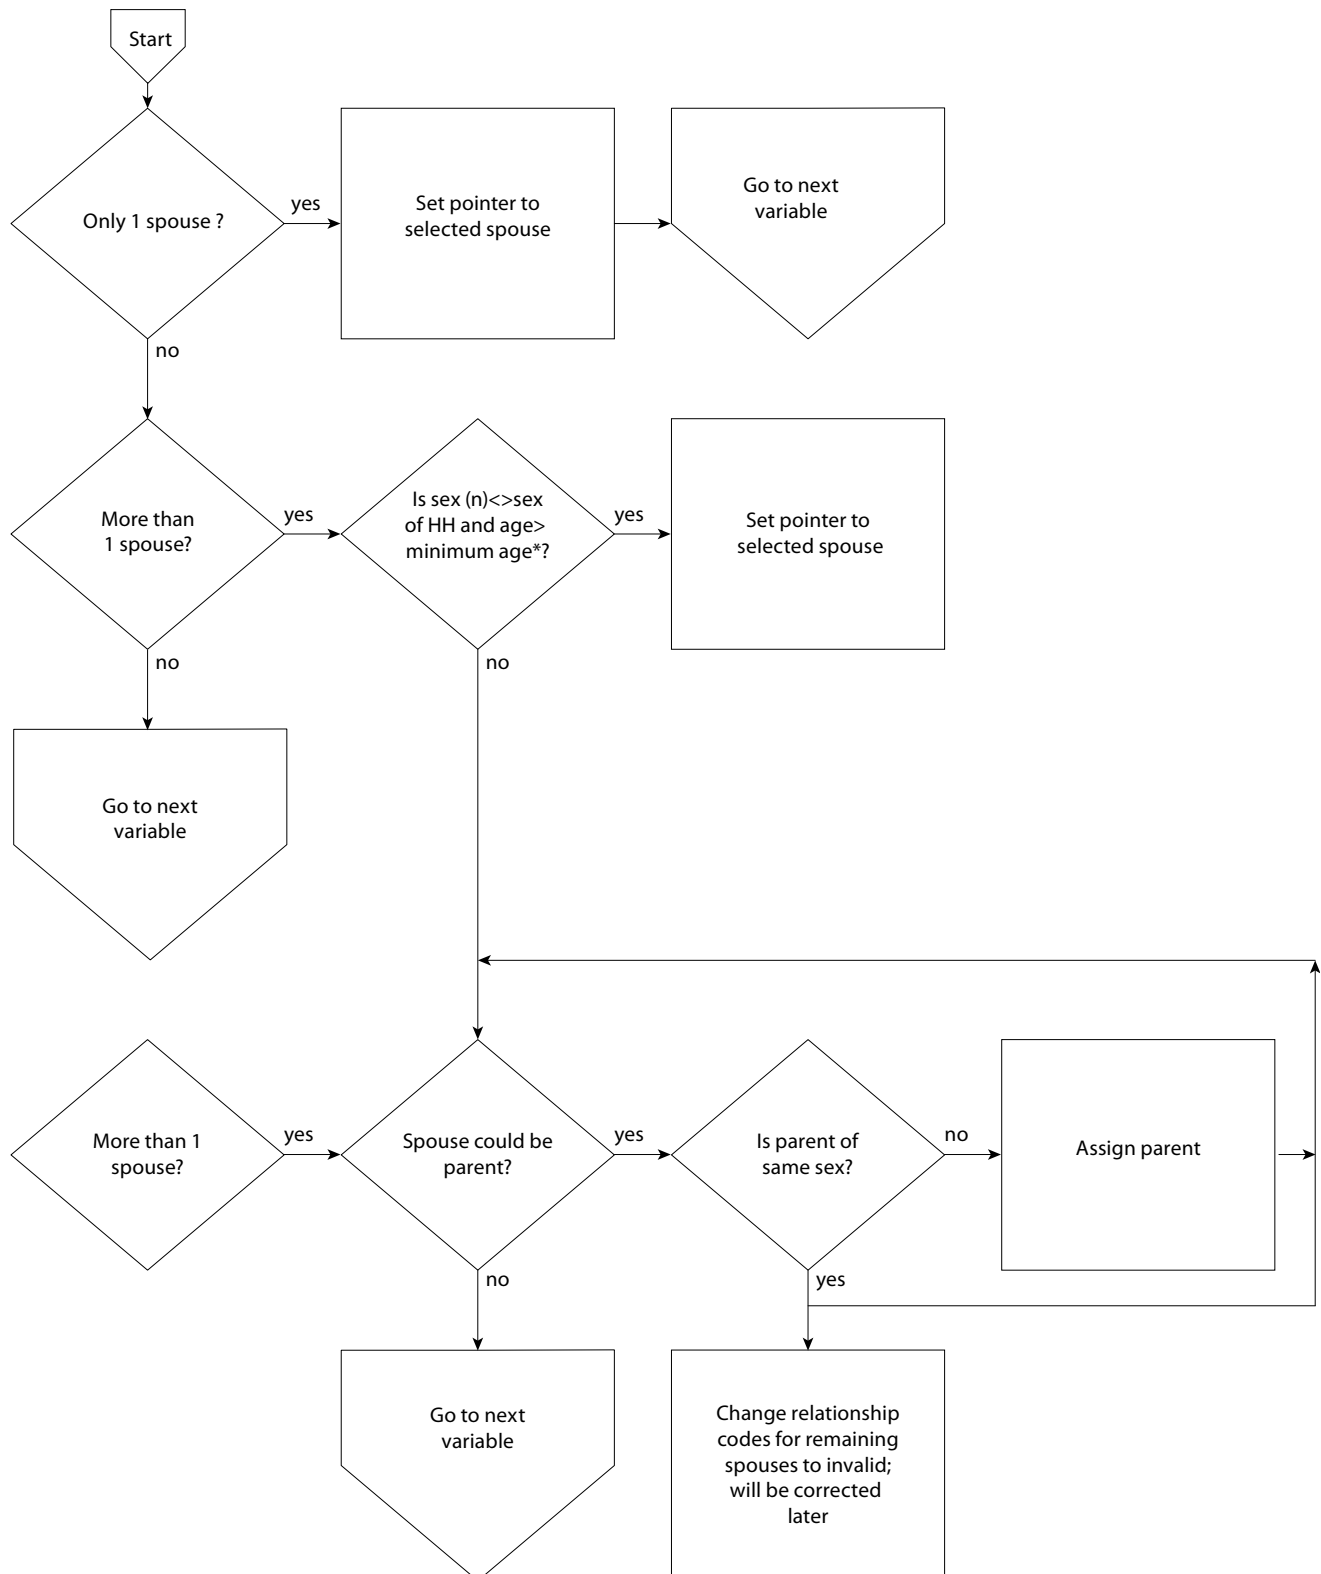 Start
Only 1 spouse ?
yes
Set pointer to
selected spouse
Go to next
variable
no
More than
1 spouse?
yes
Is sex (n)<>sex
of HH and age>
minimum age*?
yes
Set pointer to
selected spouse
no
no
Go to next
variable
More than 1
spouse?
yes
Spouse could be
parent?
yes
Is parent of
same sex?
no
Assign parent
no
yes
Go to next
variable
Change relationship
codes for remaining
spouses to invalid;
will be corrected
later